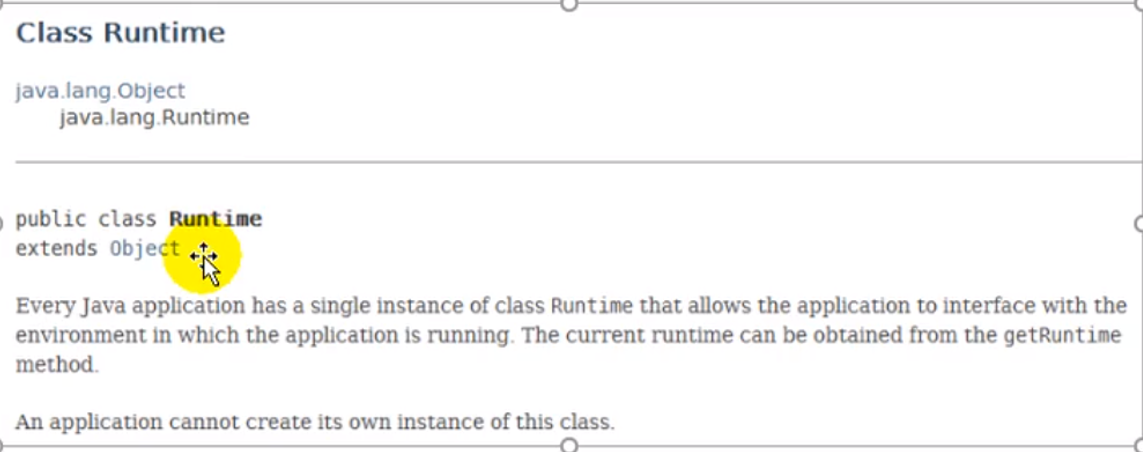 Class Runtime
java.lang.Object
java.lang.Runtime
public class Runtime
extends Object
Every Java application has a single instance of class Runtime that allows the application to interface with the
environment in which the application is running. The current runtime can be obtained from the getRuntime
method.
An application cannot create its own instance of this class.